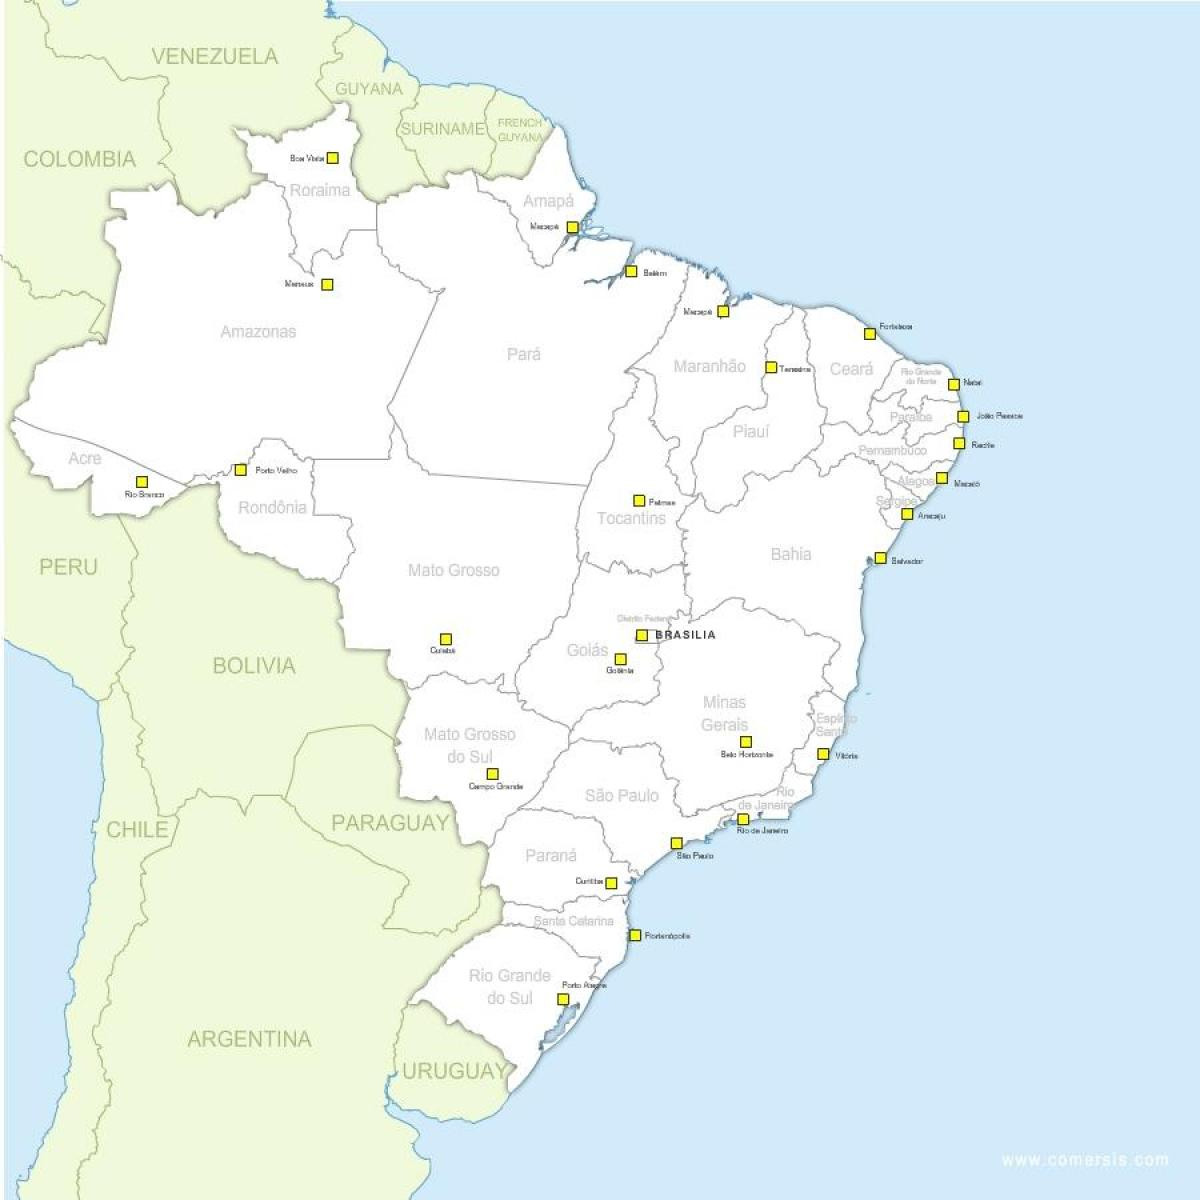 VENEZUELA
GUYANA
SURINAME
FRENCH
GUYANA
COLOMBIA
Boa Vista
Roraima
Amapá
Macapá
Manaus
Belém
Amazonas
Pará
Macapá
Fortaleza
Maranhão
Teresina
Ceará
Rio Grande
do Norte
Natal
Paraíba
João Pessoa
Piauí
Pernambuco
Recife
Acre
Rio Branco
Porto Velho
Rondônia
Alagoas
Maceió
Sergipe
Aracaju
Palmas
Tocantins
Bahia
Salvador
PERU
Mato Grosso
Cuiabá
Distrito Federal
BRASILIA
Goiás
Goiânia
BOLIVIA
Minas
Gerais
Belo Horizonte
Espírito
Santo
Vitória
Mato Grosso
do Sul
Campo Grande
São Paulo
Rio
de Janeiro
Rio de Janeiro
São Paulo
CHILE
PARAGUAY
Paraná
Curitiba
Santa Catarina
Florianópolis
Rio Grande
do Sul
Porto Alegre
ARGENTINA
URUGUAY
www.comersis.com